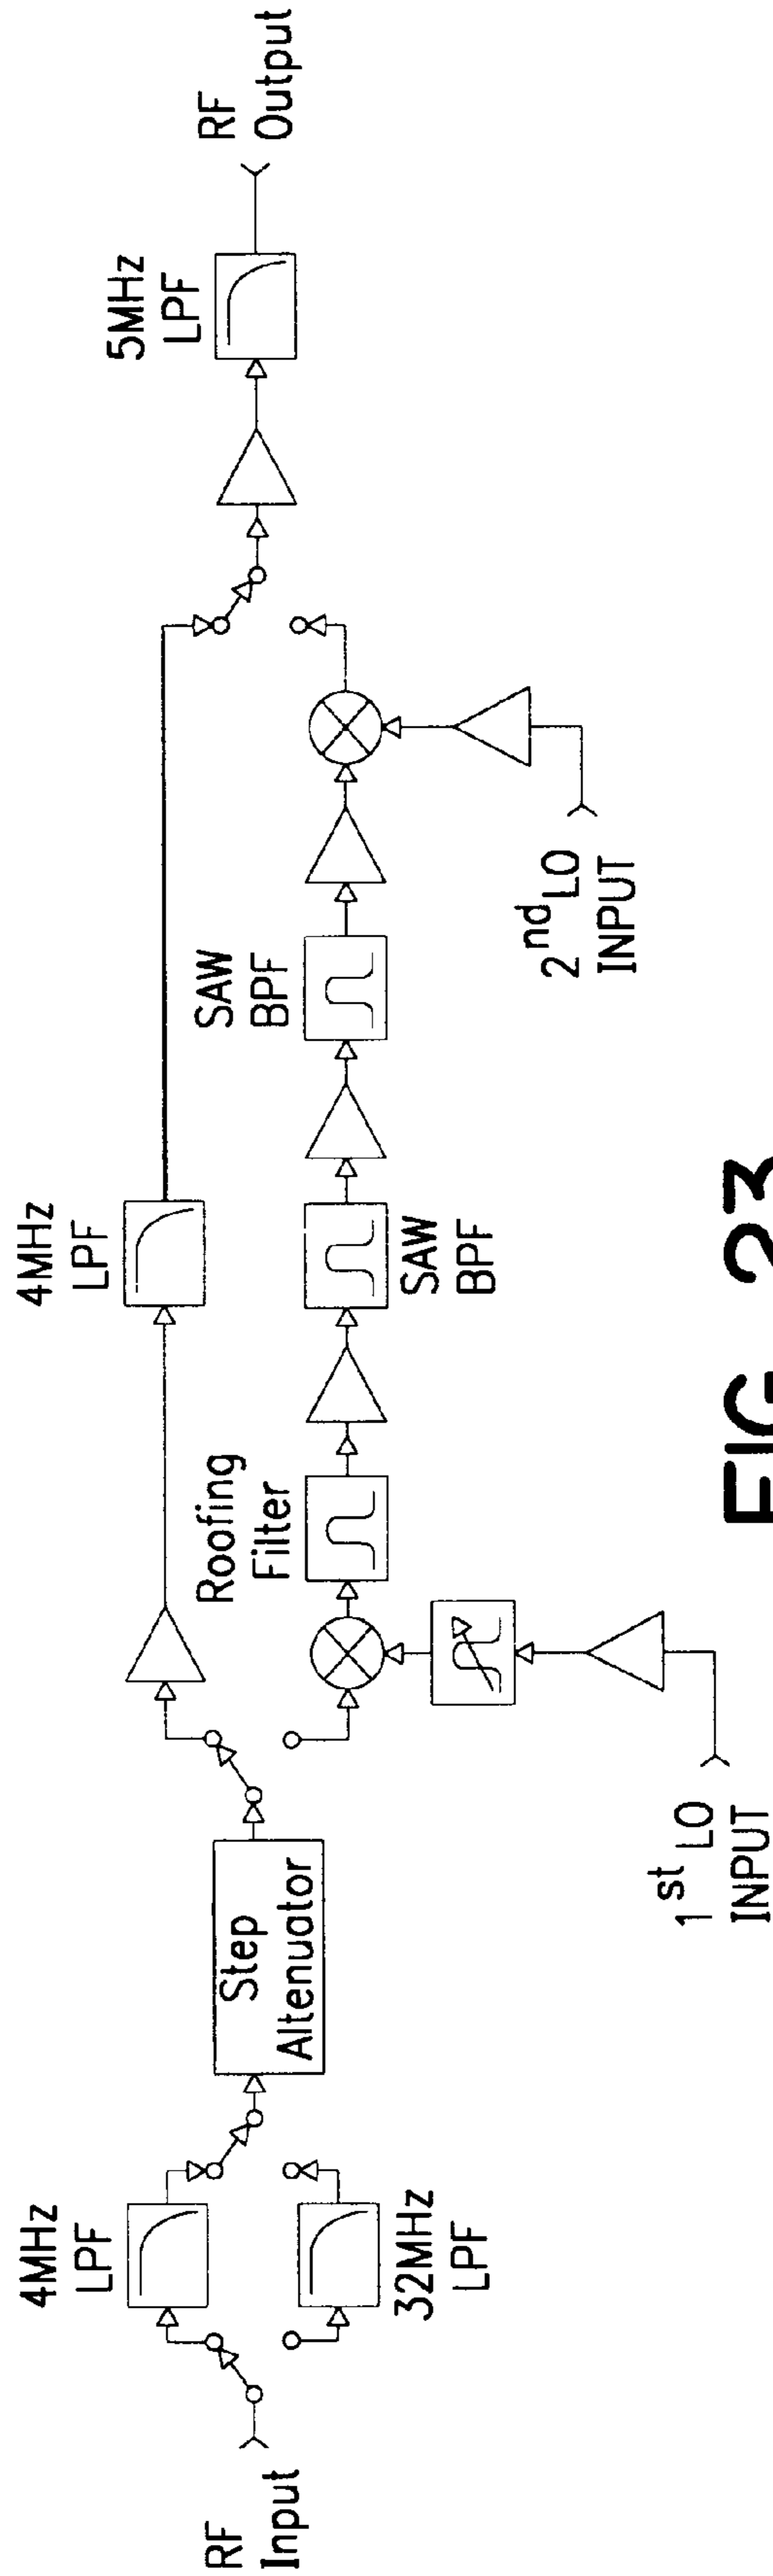 RF
Input
4MHz
LPF
32MHz
LPF
Step
Altenuator
1st LO
INPUT
Roofing
Filter
4MHz
LPF
SAW
BPF
SAW
BPF
2nd LO
INPUT
5MHz
LPF
RF
Output
FIG. 23